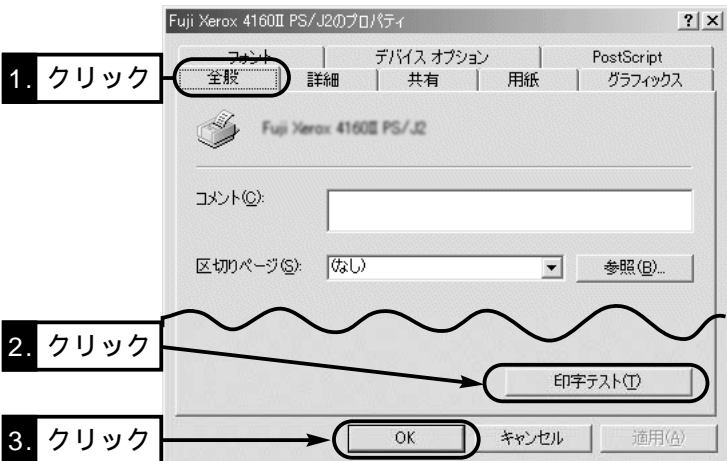 Fuji Xerox 4160Ⅱ PS/J2のプロパティ
? ×
フォント デバイス オプション PostScript
1. クリック
全般 詳細 共有 用紙 グラフィックス
Fuji Xerox 4160Ⅱ PS/J2
コメント(C):
区切りページ(S): (なし) 参照(B)...
2. クリック
印字テスト(T)
3. クリック
OK キャンセル 適用(A)